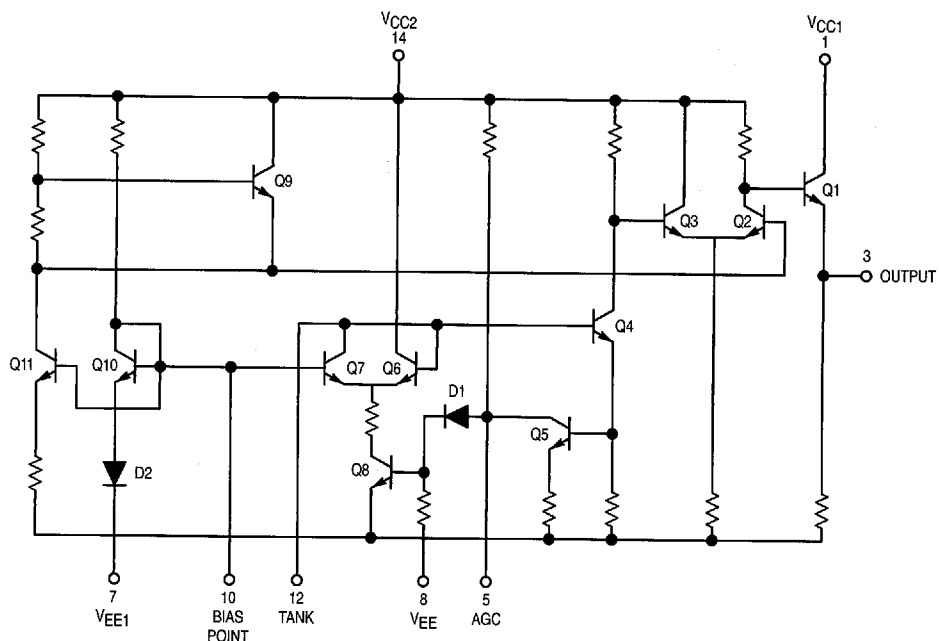 VCC2
14
VCC1
1
Q9
Q3
Q2
Q1
3
OUTPUT
Q11
Q10
Q7
Q6
Q4
D1
Q5
D2
Q8
7
VEE1
10
BIAS
POINT
12
TANK
8
VEE
5
AGC